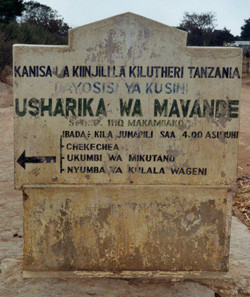 KANISA LA KIINJILI LA KILUTHERI TANZANIA
DAYOSISI YA KUSINI
USHARIKA WA MAVANDE
MAKAMBAKO
IBADA: KILA JUMAPILI SAA 4.00 ASUBUHI
- CHEKECHEA
- UKUMBI WA MIKUTANO
- NYUMBA YA KULALA WAGENI